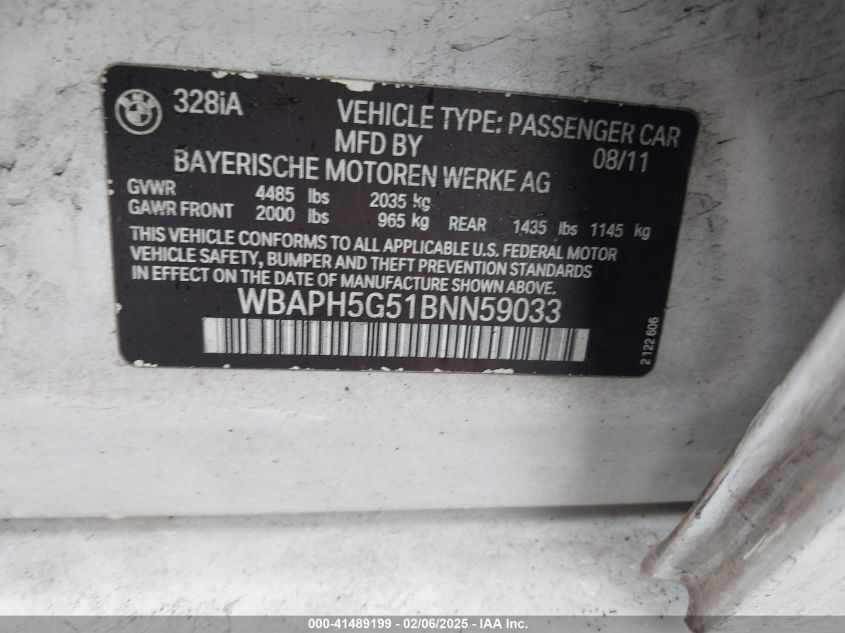 BMW
328iA
VEHICLE TYPE: PASSENGER CAR
MFD BY 08/11
BAYERISCHE MOTOREN WERKE AG
GVWR 4485 lbs 2035 kg
GAWR FRONT 2000 lbs 965 kg REAR 1435 lbs 1145 kg
THIS VEHICLE CONFORMS TO ALL APPLICABLE U.S. FEDERAL MOTOR
VEHICLE SAFETY, BUMPER AND THEFT PREVENTION STANDARDS
IN EFFECT ON THE DATE OF MANUFACTURE SHOWN ABOVE.
WBAPH5G51BNN59033
2 122 606
000-41489199 - 02/06/2025 - IAA Inc.